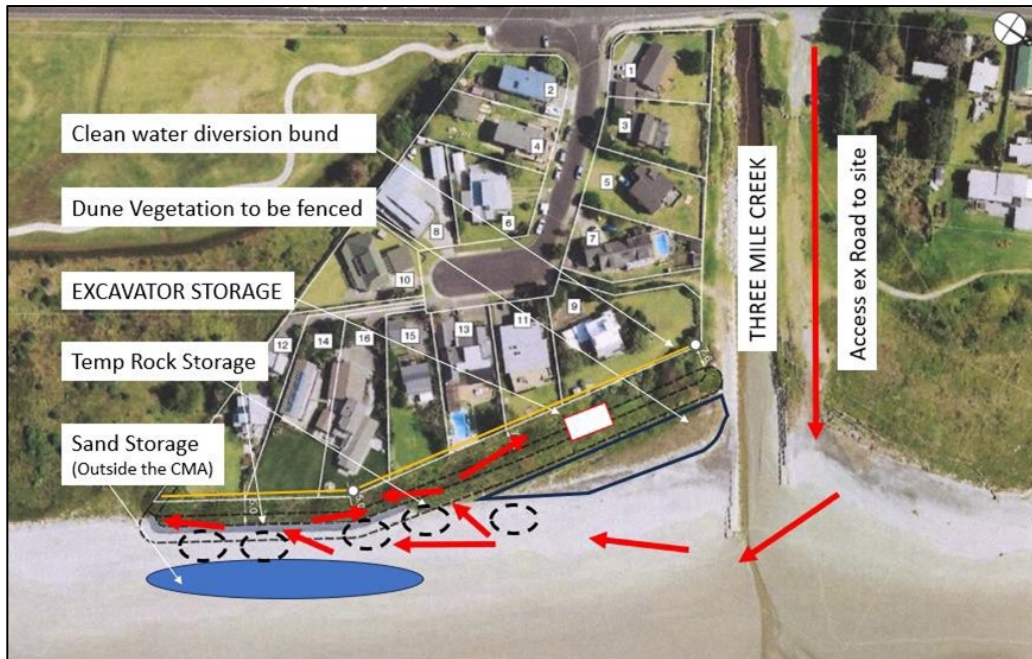 Clean water diversion bund
Dune Vegetation to be fenced
EXCAVATOR STORAGE
Temp Rock Storage
Sand Storage
(Outside the CMA)
THREE MILE CREEK
Access ex Road to site
1
2
3
4
5
6
7
8
9
10
11
12
13
14
15
16